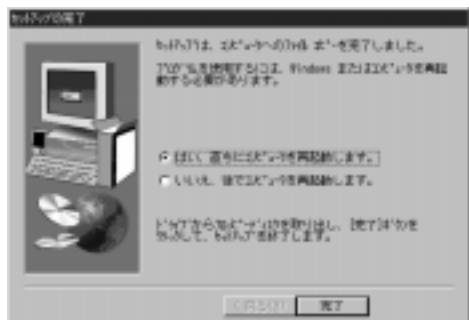 セットアップの完了
セットアップは、コンピュータへのファイル コピーを完了しました。
プログラムを使用するには、Windows またはコンピュータを再起
動する必要があります。
はい、直ちにコンピュータを再起動します。
いいえ、後でコンピュータを再起動します。
ドライブからフロッピーディスクを取り出し、[完了]ボタンを
クリックして、セットアップを終了します。
< 戻る(B)
完了